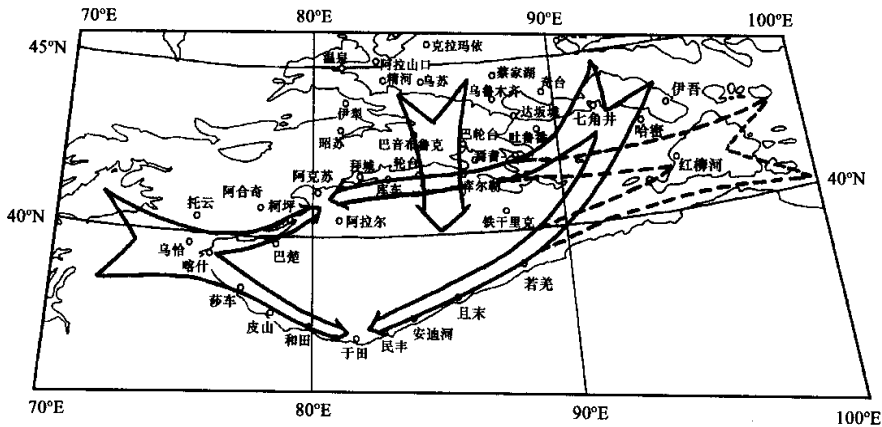 70°E
80°E
90°E
100°E
45°N
克拉玛依
温泉
阿拉山口
蔡家湖
精河
乌苏
奇台
伊吾
乌鲁木齐
达坂城
七角井
伊犁
哈密
昭苏
巴音布鲁克
巴仑台
吐鲁番
焉耆
红柳河
拜城
轮台
阿克苏
库车
库尔勒
40°N
阿合奇
托云
柯坪
40°N
阿拉尔
铁干里克
乌恰
巴楚
喀什
若羌
莎车
且末
皮山
安迪河
和田
民丰
于田
70°E
80°E
90°E
100°E